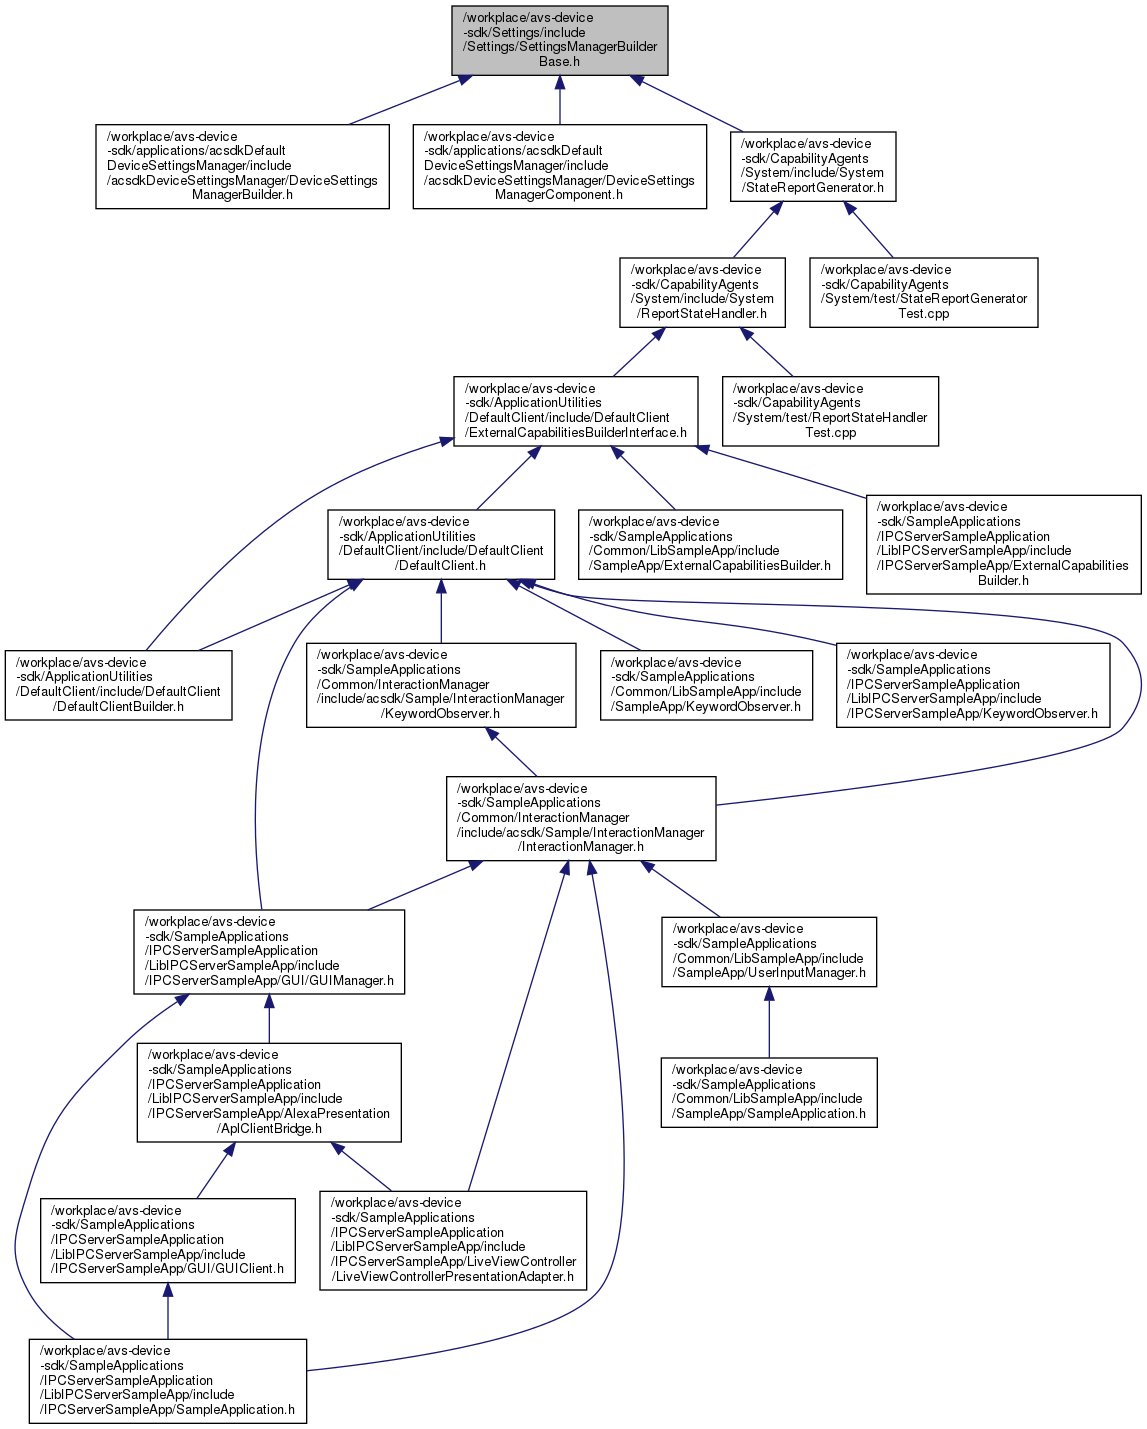 /workplace/avs-device
-sdk/Settings/include
/Settings/SettingsManagerBuilder
Base.h
/workplace/avs-device
-sdk/applications/acsdkDefault
DeviceSettingsManager/include
/acsdkDeviceSettingsManager/DeviceSettings
ManagerBuilder.h
/workplace/avs-device
-sdk/applications/acsdkDefault
DeviceSettingsManager/include
/acsdkDeviceSettingsManager/DeviceSettings
ManagerComponent.h
/workplace/avs-device
-sdk/CapabilityAgents
/System/include/System
/StateReportGenerator.h
/workplace/avs-device
-sdk/CapabilityAgents
/System/include/System
/ReportStateHandler.h
/workplace/avs-device
-sdk/CapabilityAgents
/System/test/StateReportGenerator
Test.cpp
/workplace/avs-device
-sdk/ApplicationUtilities
/DefaultClient/include/DefaultClient
/ExternalCapabilitiesBuilderInterface.h
/workplace/avs-device
-sdk/CapabilityAgents
/System/test/ReportStateHandler
Test.cpp
/workplace/avs-device
-sdk/ApplicationUtilities
/DefaultClient/include/DefaultClient
/DefaultClient.h
/workplace/avs-device
-sdk/SampleApplications
/Common/LibSampleApp/include
/SampleApp/ExternalCapabilitiesBuilder.h
/workplace/avs-device
-sdk/SampleApplications
/IPCServerSampleApplication
/LibIPCServerSampleApp/include
/IPCServerSampleApp/ExternalCapabilities
Builder.h
/workplace/avs-device
-sdk/ApplicationUtilities
/DefaultClient/include/DefaultClient
/DefaultClientBuilder.h
/workplace/avs-device
-sdk/SampleApplications
/Common/InteractionManager
/include/acsdk/Sample/InteractionManager
/KeywordObserver.h
/workplace/avs-device
-sdk/SampleApplications
/Common/LibSampleApp/include
/SampleApp/KeywordObserver.h
/workplace/avs-device
-sdk/SampleApplications
/IPCServerSampleApplication
/LibIPCServerSampleApp/include
/IPCServerSampleApp/KeywordObserver.h
/workplace/avs-device
-sdk/SampleApplications
/Common/InteractionManager
/include/acsdk/Sample/InteractionManager
/InteractionManager.h
/workplace/avs-device
-sdk/SampleApplications
/IPCServerSampleApplication
/LibIPCServerSampleApp/include
/IPCServerSampleApp/GUI/GUIManager.h
/workplace/avs-device
-sdk/SampleApplications
/Common/LibSampleApp/include
/SampleApp/UserInputManager.h
/workplace/avs-device
-sdk/SampleApplications
/IPCServerSampleApplication
/LibIPCServerSampleApp/include
/IPCServerSampleApp/AlexaPresentation
/AplClientBridge.h
/workplace/avs-device
-sdk/SampleApplications
/Common/LibSampleApp/include
/SampleApp/SampleApplication.h
/workplace/avs-device
-sdk/SampleApplications
/IPCServerSampleApplication
/LibIPCServerSampleApp/include
/IPCServerSampleApp/GUI/GUIClient.h
/workplace/avs-device
-sdk/SampleApplications
/IPCServerSampleApplication
/LibIPCServerSampleApp/include
/IPCServerSampleApp/LiveViewController
/LiveViewControllerPresentationAdapter.h
/workplace/avs-device
-sdk/SampleApplications
/IPCServerSampleApplication
/LibIPCServerSampleApp/include
/IPCServerSampleApp/SampleApplication.h